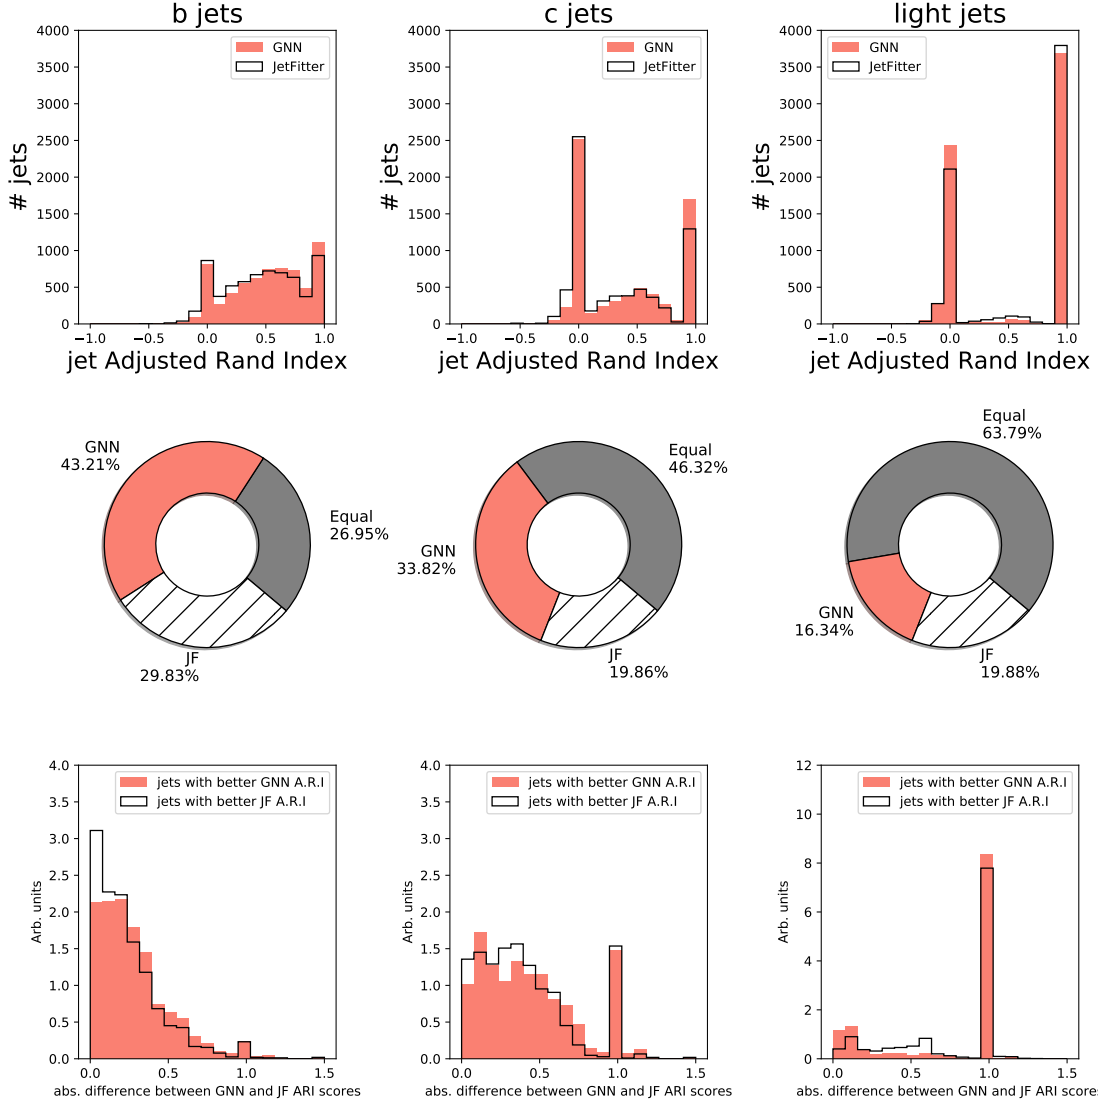 b jets
c jets
light jets
4000
3500
3000
2500
2000
1500
1000
500
0
# jets
GNN
JetFitter
−1.0
−0.5
0.0
0.5
1.0
jet Adjusted Rand Index
4000
3500
3000
2500
2000
1500
1000
500
0
# jets
GNN
JetFitter
−1.0
−0.5
0.0
0.5
1.0
jet Adjusted Rand Index
4000
3500
3000
2500
2000
1500
1000
500
0
# jets
GNN
JetFitter
−1.0
−0.5
0.0
0.5
1.0
jet Adjusted Rand Index
GNN
43.21%
Equal
26.95%
JF
29.83%
Equal
46.32%
GNN
33.82%
JF
19.86%
Equal
63.79%
GNN
16.34%
JF
19.88%
4.0
3.5
3.0
2.5
2.0
1.5
1.0
0.5
0.0
Arb. units
jets with better GNN A.R.I
jets with better JF A.R.I
0.0
0.5
1.0
1.5
abs. difference between GNN and JF ARI scores
4.0
3.5
3.0
2.5
2.0
1.5
1.0
0.5
0.0
Arb. units
jets with better GNN A.R.I
jets with better JF A.R.I
0.0
0.5
1.0
1.5
abs. difference between GNN and JF ARI scores
12
10
8
6
4
2
0
Arb. units
jets with better GNN A.R.I
jets with better JF A.R.I
0.0
0.5
1.0
1.5
abs. difference between GNN and JF ARI scores